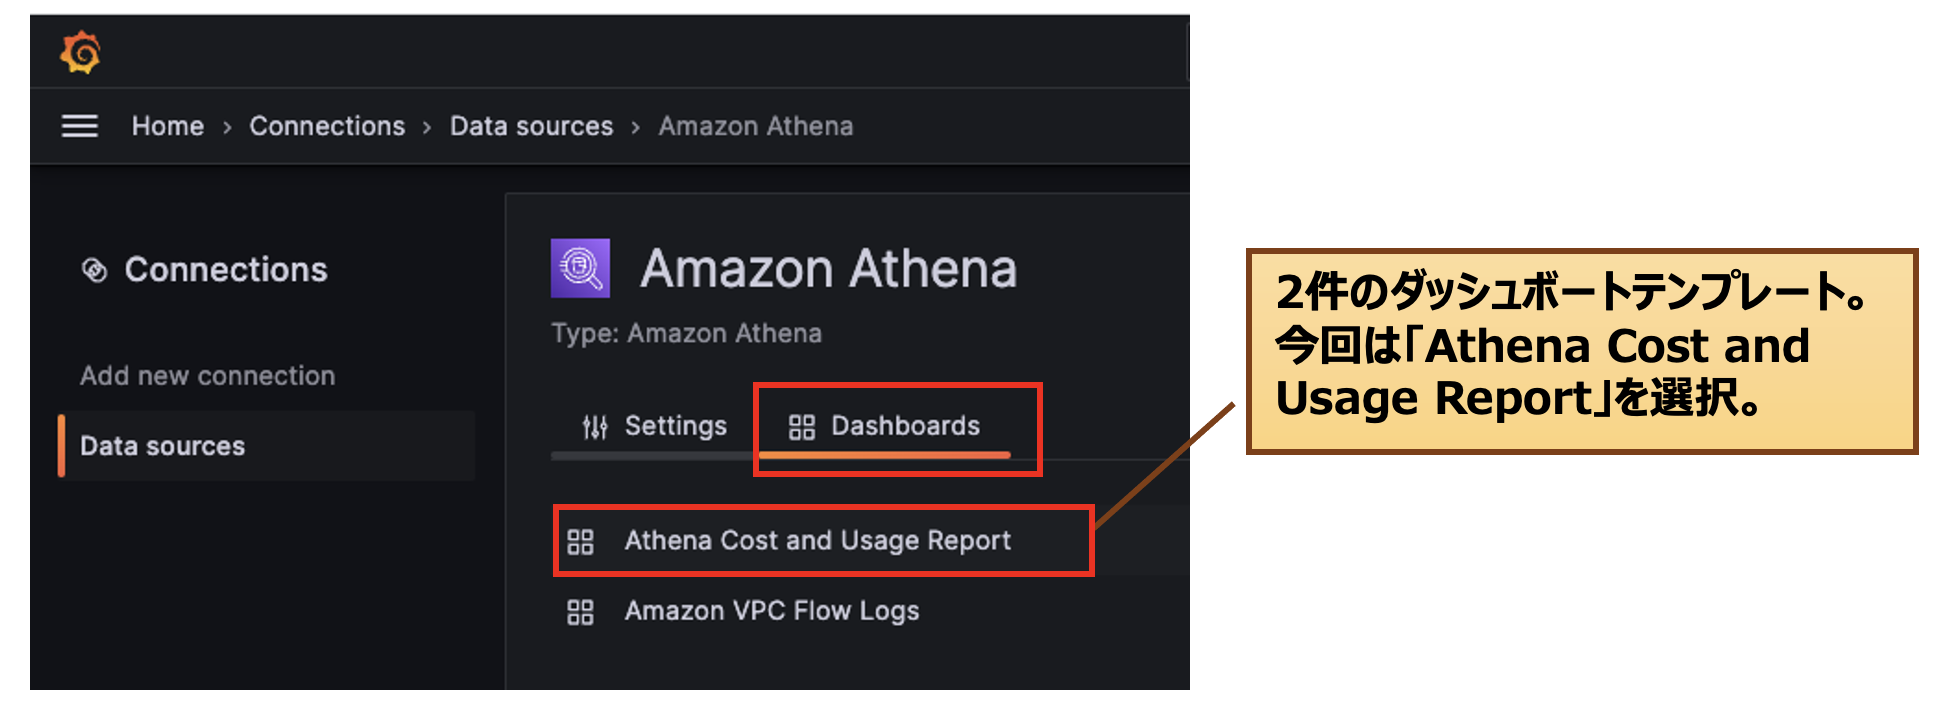 Home › Connections › Data sources › Amazon Athena
Connections
Add new connection
Data sources
Amazon Athena
Type: Amazon Athena
Settings
Dashboards
Athena Cost and Usage Report
Amazon VPC Flow Logs
2件のダッシュボートテンプレート。
今回は「Athena Cost and
Usage Report」を選択。